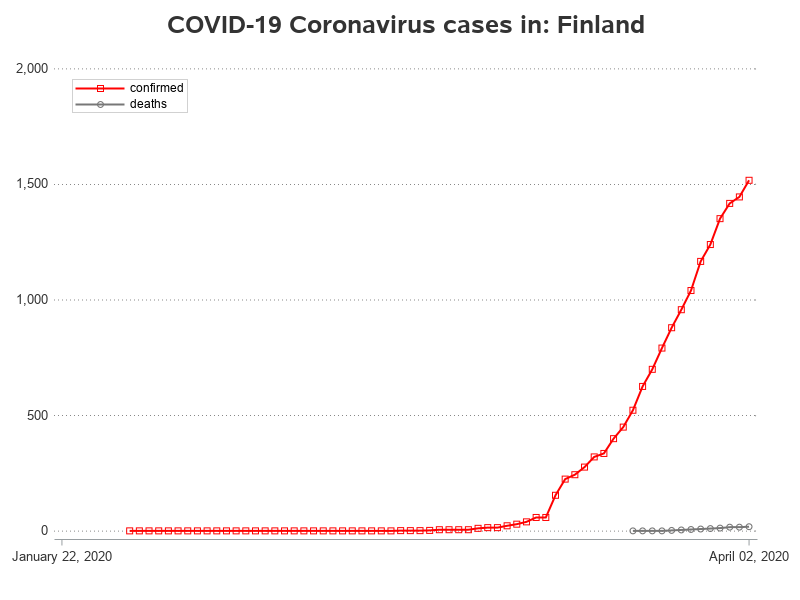 COVID-19 Coronavirus cases in: Finland
2,000
confirmed
deaths
1,500
1,000
500
0
January 22, 2020
April 02, 2020